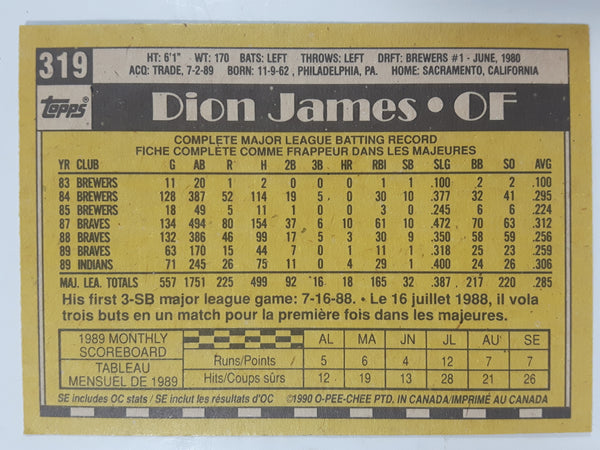 319
HT: 6'1" WT: 170 BATS: LEFT THROWS: LEFT DRFT: BREWERS #1 - JUNE, 1980
ACQ: TRADE, 7-2-89 BORN: 11-9-62 , PHILADELPHIA, PA. HOME: SACRAMENTO, CALIFORNIA
Topps
Dion James • OF
COMPLETE MAJOR LEAGUE BATTING RECORD
FICHE COMPLÈTE COMME FRAPPEUR DANS LES MAJEURES
YR CLUB G AB R H 2B 3B HR RBI SB SLG BB SO AVG
83 BREWERS 11 20 1 2 0 0 0 1 1 .100 2 2 .100
84 BREWERS 128 387 52 114 19 5 1 30 10 .377 32 41 .295
85 BREWERS 18 49 5 11 1 0 0 3 0 .245 6 6 .224
87 BRAVES 134 494 80 154 37 6 10 61 10 .472 70 63 .312
88 BRAVES 132 386 46 99 17 5 3 30 9 .350 58 59 .256
89 BRAVES 63 170 15 44 7 0 1 11 1 .318 25 23 .259
89 INDIANS 71 245 26 75 11 0 4 29 1 .400 24 26 .306
MAJ. LEA. TOTALS 557 1751 225 499 92 16 18 165 32 .387 217 220 .285
His first 3-SB major league game: 7-16-88. • Le 16 juillet 1988, il vola
trois buts en un match pour la première fois dans les majeures.
1989 MONTHLY SCOREBOARD
TABLEAU MENSUEL DE 1989
AL MA JN JL AU' SE
Runs/Points 5 6 4 12 7 7
Hits/Coups sûrs 12 19 13 28 21 26
SE includes OC stats / SE inclut les résultats d'OC ©1990 O-PEE-CHEE PTD. IN CANADA/IMPRIMÉ AU CANADA